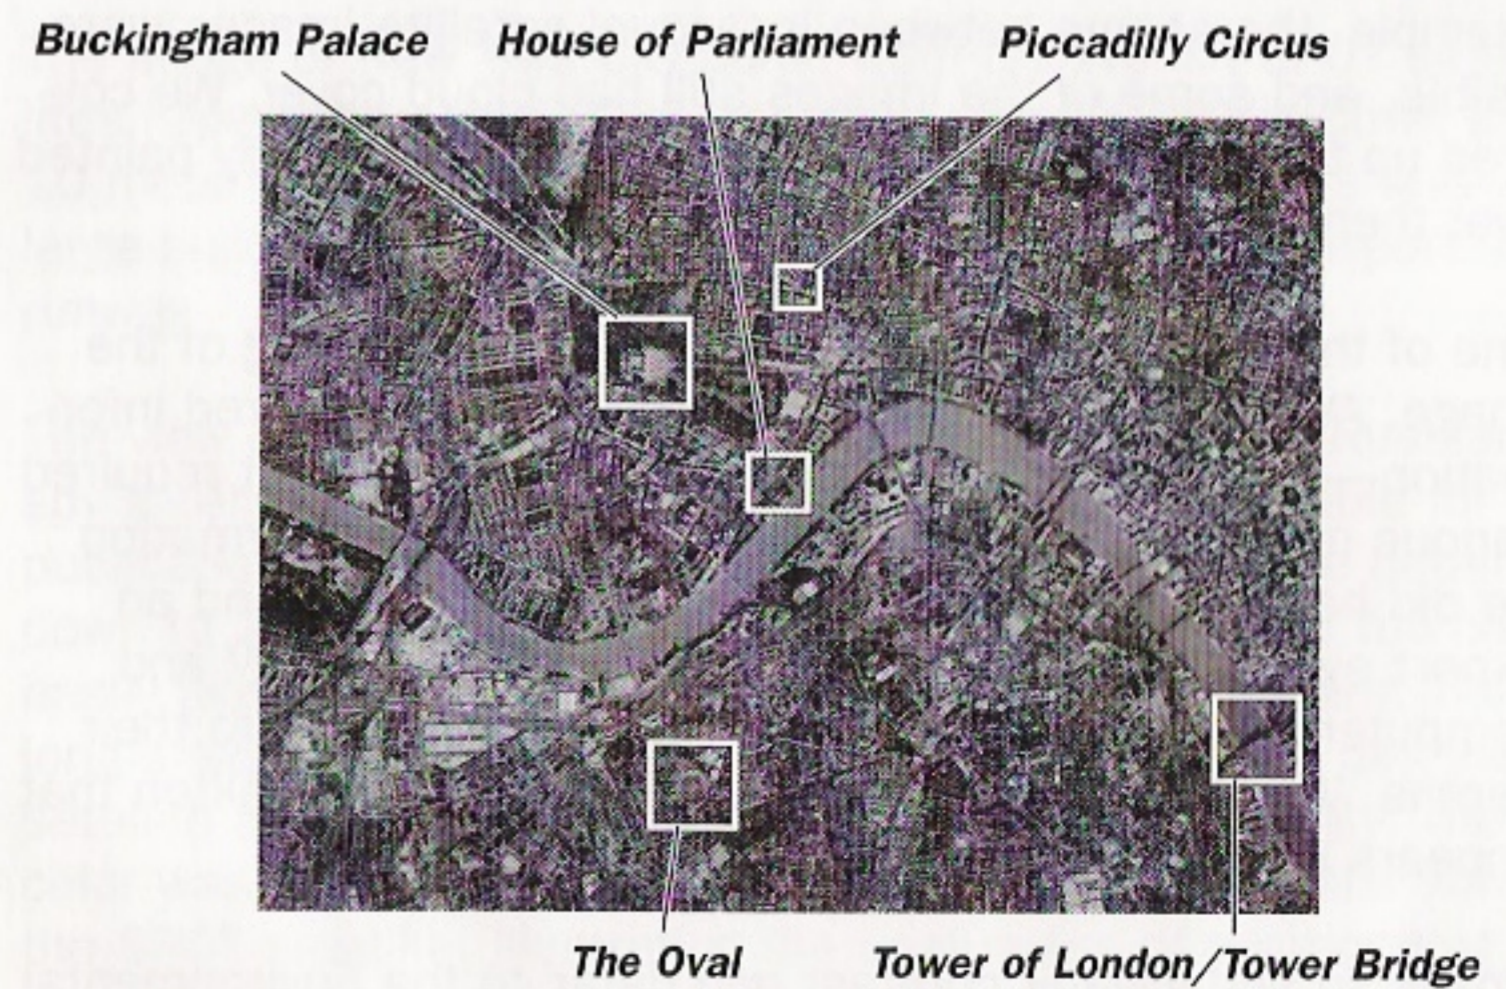 Buckingham Palace
House of Parliament
Piccadilly Circus
The Oval
Tower of London/Tower Bridge